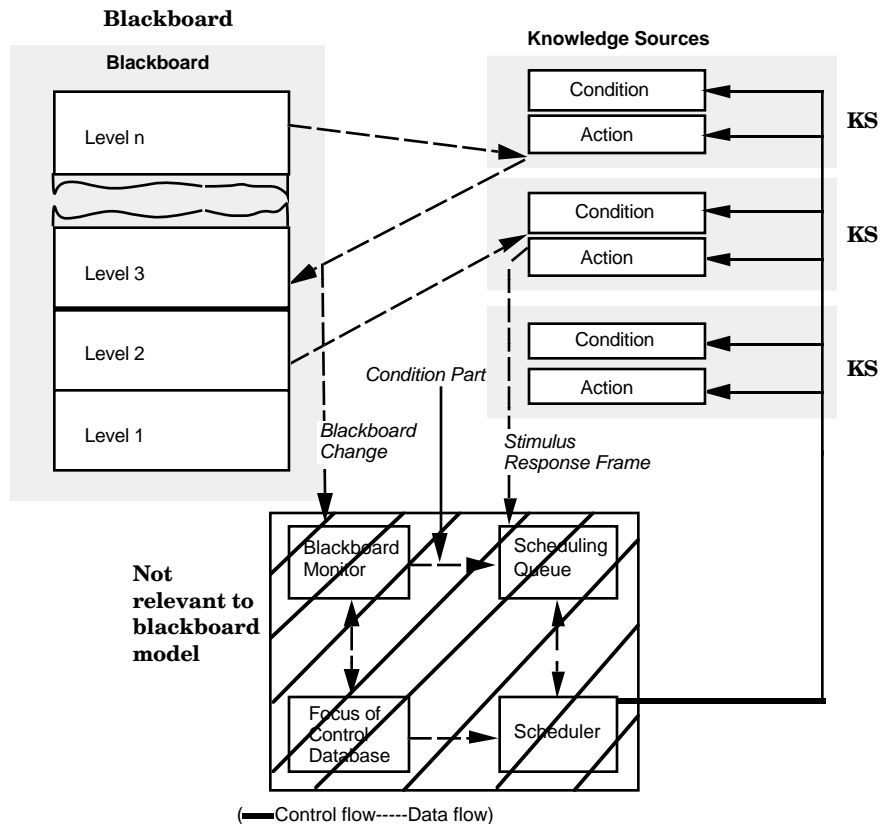 Blackboard
Blackboard
Knowledge Sources
Level n
Level 3
Level 2
Level 1
Condition
Action
KS
Condition
Action
KS
Condition
Action
KS
Condition Part
Blackboard
Change
Stimulus
Response Frame
Not
relevant to
blackboard
model
Blackboard
Monitor
Scheduling
Queue
Focus of
Control
Database
Scheduler
(Control flow-----Data flow)